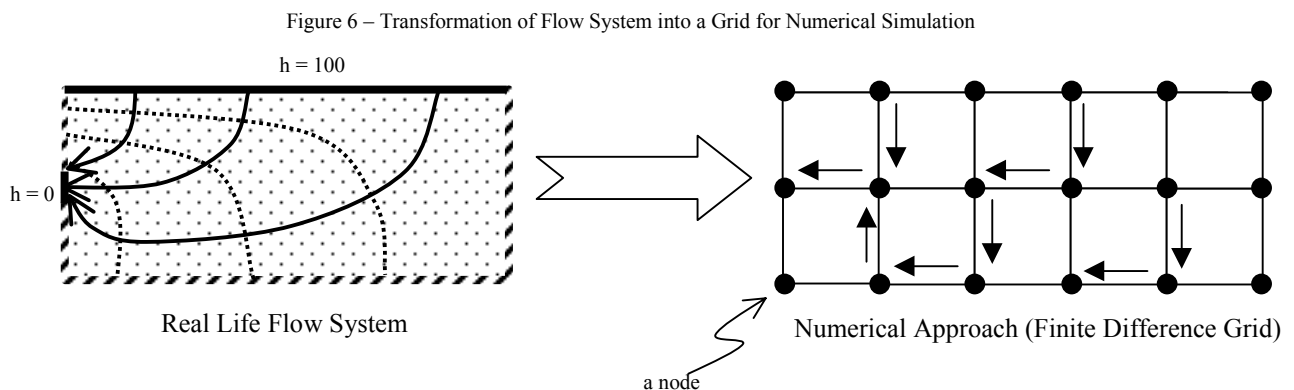 Figure 6 – Transformation of Flow System into a Grid for Numerical Simulation
h = 100
h = 0
Real Life Flow System
Numerical Approach (Finite Difference Grid)
a node